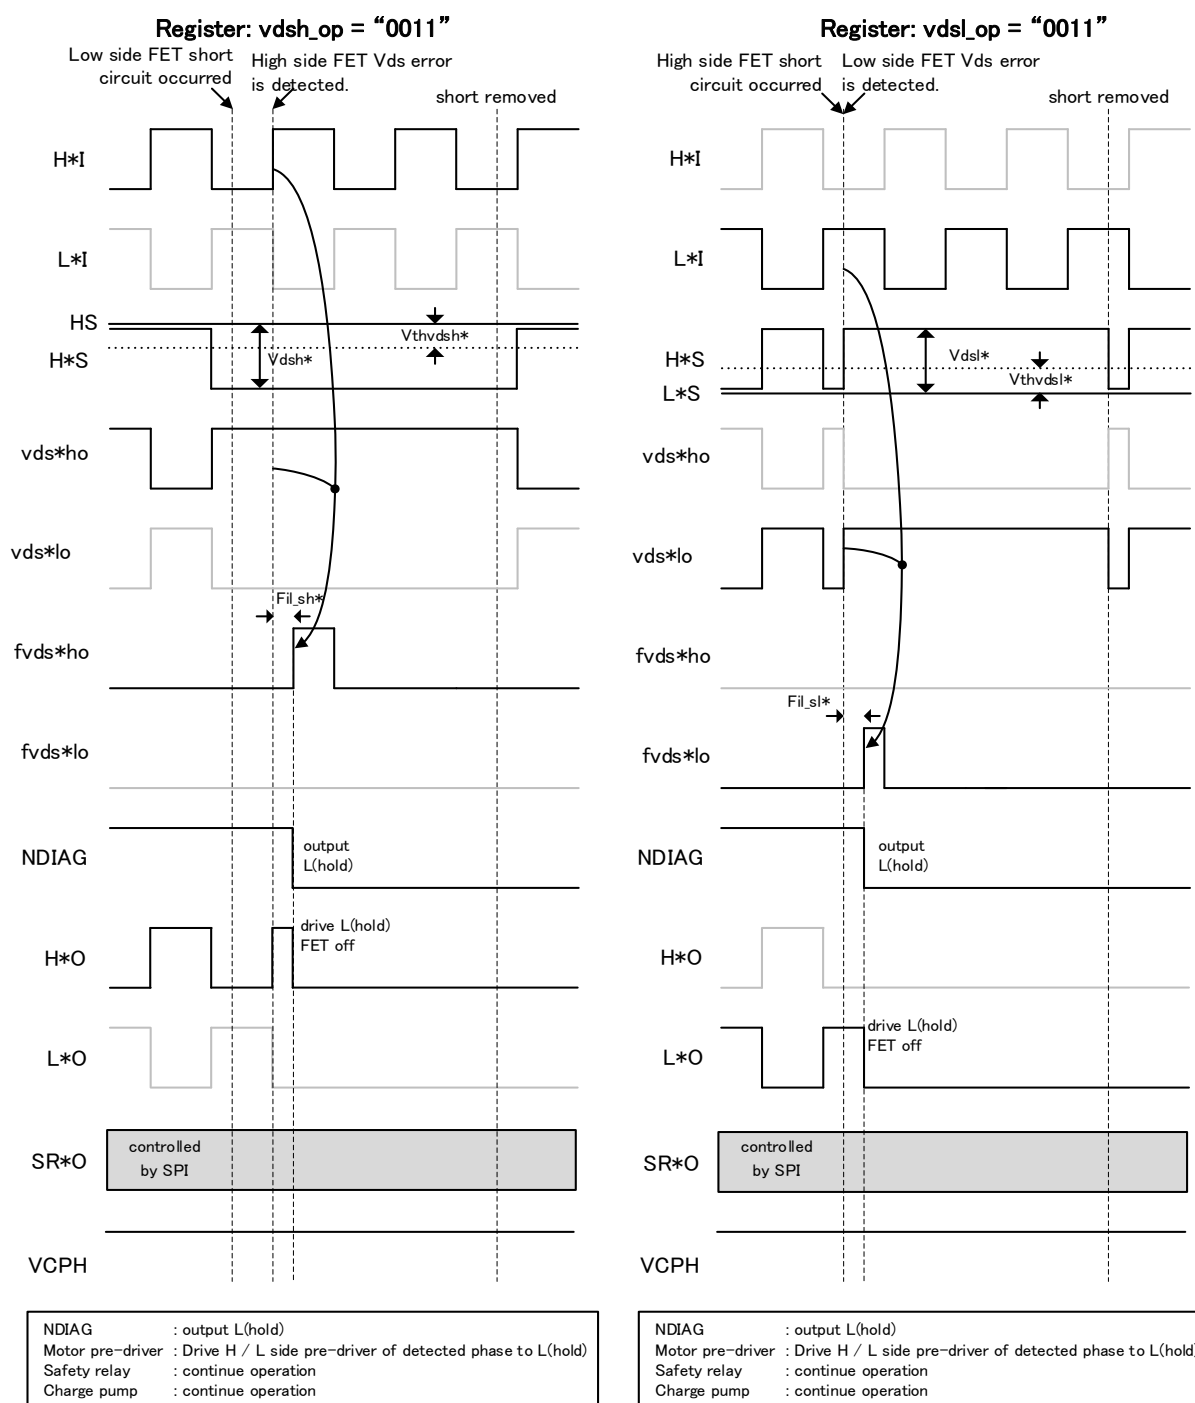 Register: vdsh_op = “0011”
Low side FET short
circuit occurred
High side FET Vds error
is detected.
short removed
H*I
L*I
HS
Vthvdsh*
H*S
Vdsh*
vds*ho
vds*lo
Fil_sh*
fvds*ho
fvds*lo
NDIAG
output
L(hold)
H*O
drive L(hold)
FET off
L*O
SR*O
controlled
by SPI
VCPH
NDIAG : output L(hold)
Motor pre-driver : Drive H / L side pre-driver of detected phase to L(hold)
Safety relay : continue operation
Charge pump : continue operation
Register: vdsl_op = “0011”
High side FET short
circuit occurred
Low side FET Vds error
is detected.
short removed
H*I
L*I
H*S
Vdsl*
Vthvdsl*
L*S
vds*ho
vds*lo
fvds*ho
Fil_sl*
fvds*lo
NDIAG
output
L(hold)
H*O
L*O
drive L(hold)
FET off
SR*O
controlled
by SPI
VCPH
NDIAG : output L(hold)
Motor pre-driver : Drive H / L side pre-driver of detected phase to L(hold)
Safety relay : continue operation
Charge pump : continue operation